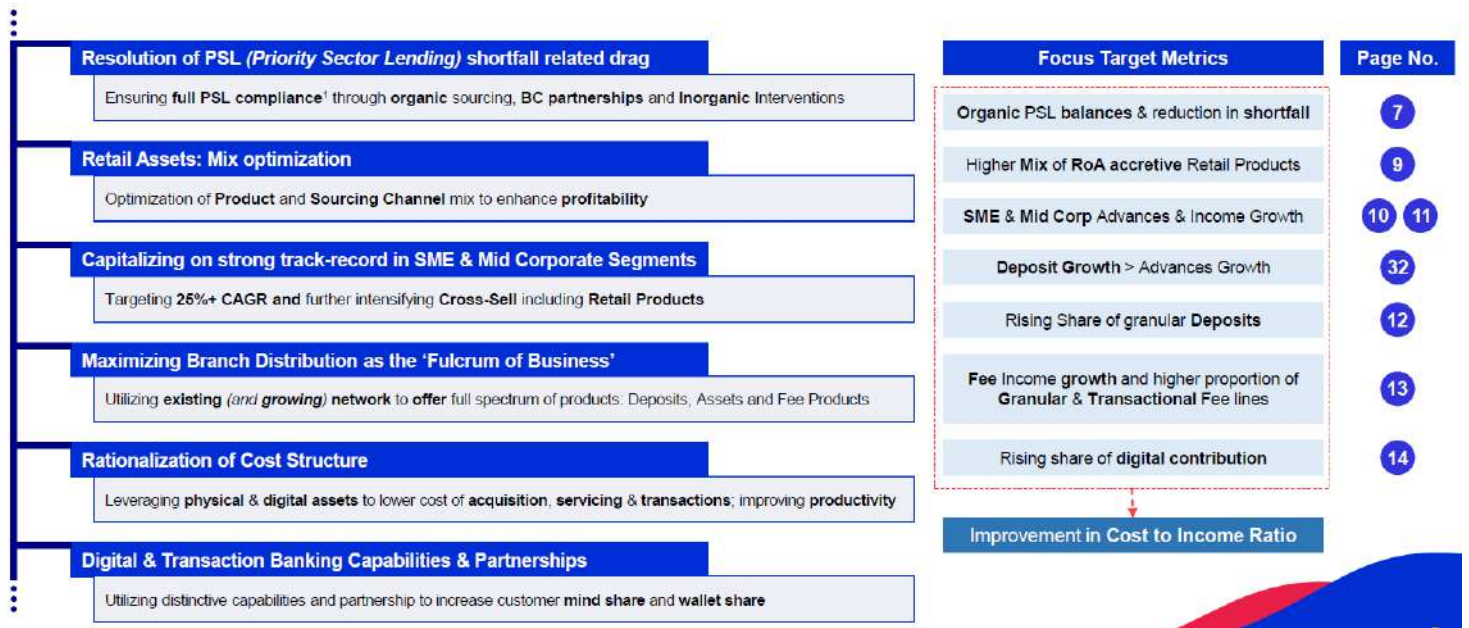 Resolution of PSL (Priority Sector Lending) shortfall related drag
Ensuring full PSL compliance¹ through organic sourcing, BC partnerships and Inorganic Interventions
Retail Assets: Mix optimization
Optimization of Product and Sourcing Channel mix to enhance profitability
Capitalizing on strong track-record in SME & Mid Corporate Segments
Targeting 25%+ CAGR and further intensifying Cross-Sell including Retail Products
Maximizing Branch Distribution as the ‘Fulcrum of Business’
Utilizing existing (and growing) network to offer full spectrum of products: Deposits, Assets and Fee Products
Rationalization of Cost Structure
Leveraging physical & digital assets to lower cost of acquisition, servicing & transactions; improving productivity
Digital & Transaction Banking Capabilities & Partnerships
Utilizing distinctive capabilities and partnership to increase customer mind share and wallet share
Focus Target Metrics
Page No.
Organic PSL balances & reduction in shortfall
7
Higher Mix of RoA accretive Retail Products
9
SME & Mid Corp Advances & Income Growth
10 11
Deposit Growth > Advances Growth
32
Rising Share of granular Deposits
12
Fee Income growth and higher proportion of
Granular & Transactional Fee lines
13
Rising share of digital contribution
14
Improvement in Cost to Income Ratio